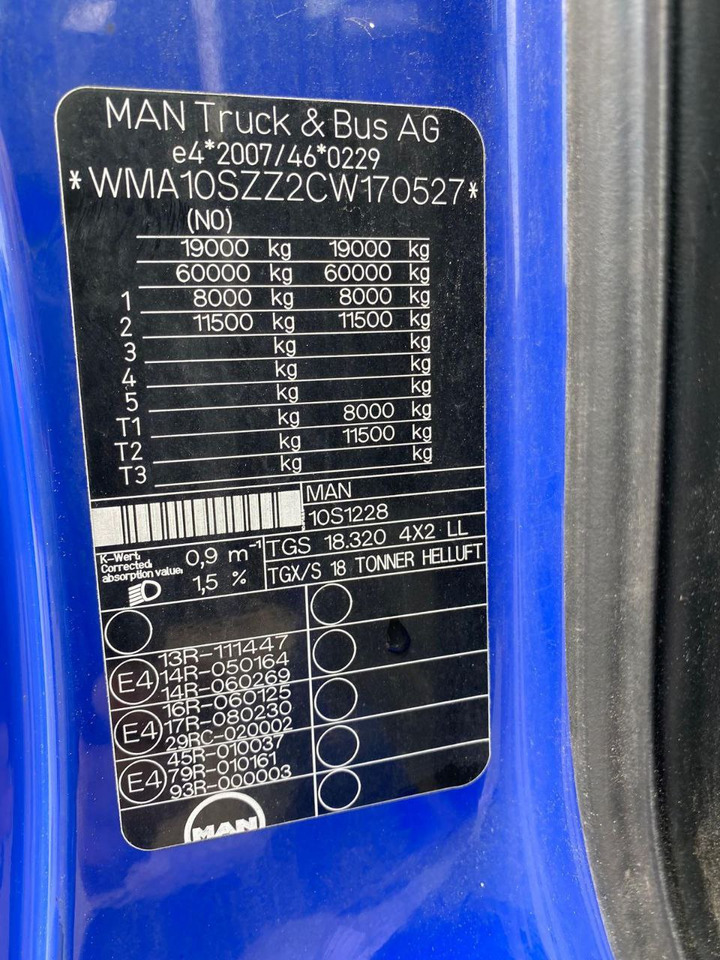 MAN Truck & Bus AG
e4*2007/46*0229
*WMA10SZZ2CW170527*
(NO)
19000 kg 19000 kg
60000 kg 60000 kg
1 8000 kg 8000 kg
2 11500 kg 11500 kg
3 kg kg
4 kg kg
5 kg kg
T1 kg 8000 kg
T2 kg 11500 kg
T3 kg kg
MAN
10S1228
K-Wert:
Corrected
absorption value:
0,9 m⁻¹
1,5 %
TGS 18.320 4X2 LL
TGX/S 18 TONNER HELLUFT
13R-111447
E4 14R-050164
14R-060269
16R-060125
E4 17R-080230
29RC-020002
45R-010037
E4 79R-010161
93R-000003
MAN